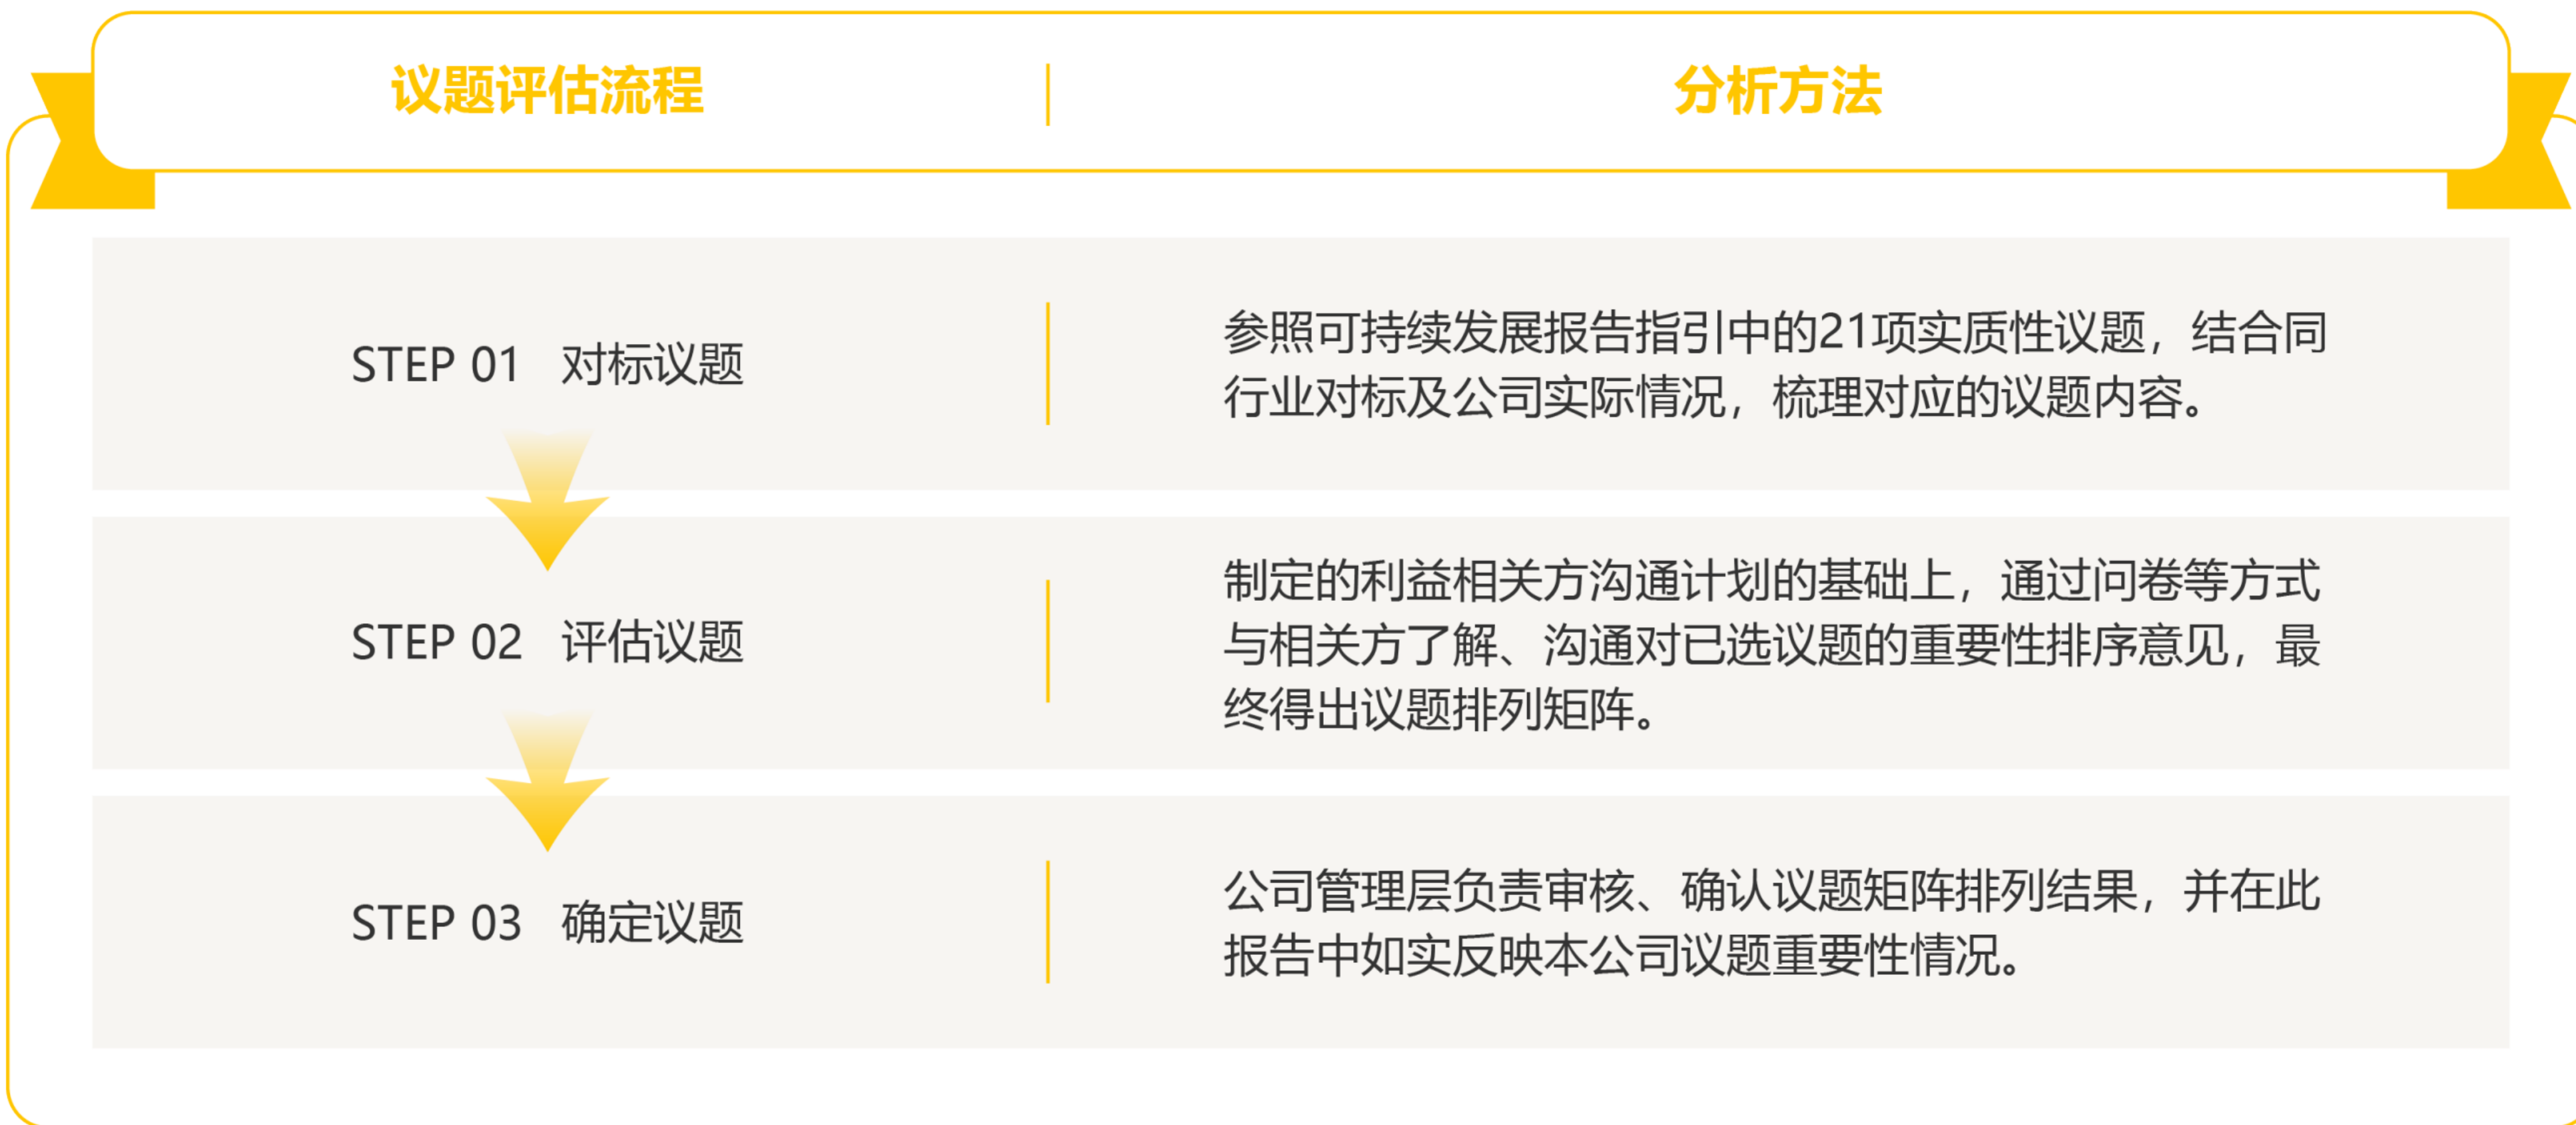 议题评估流程
分析方法
STEP 01 对标议题
参照可持续发展报告指引中的21项实质性议题，结合同
行业对标及公司实际情况，梳理对应的议题内容。
STEP 02 评估议题
制定的利益相关方沟通计划的基础上，通过问卷等方式
与相关方了解、沟通对已选议题的重要性排序意见，最
终得出议题排列矩阵。
STEP 03 确定议题
公司管理层负责审核、确认议题矩阵排列结果，并在此
报告中如实反映本公司议题重要性情况。